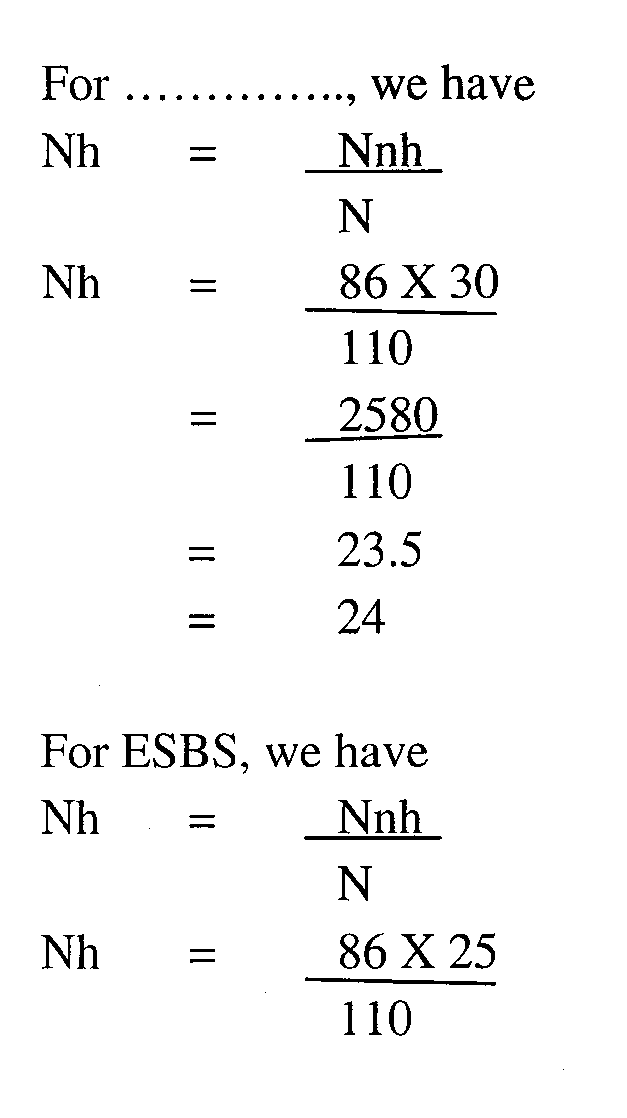 For ………….., we have
Nh = Nnh
N
Nh = 86 X 30
110
= 2580
110
= 23.5
= 24
For ESBS, we have
Nh = Nnh
N
Nh = 86 X 25
110